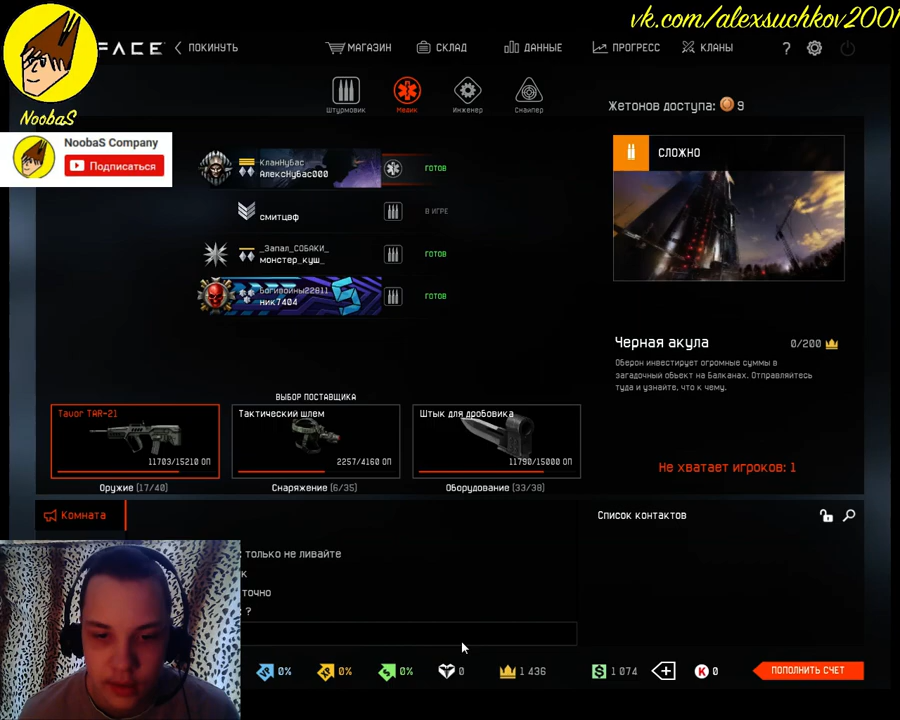 vk.com/alexsuchkov2001
FACE
ПОКИНУТЬ
МАГАЗИН
СКЛАД
ДАННЫЕ
ПРОГРЕСС
КЛАНЫ
?
Штурмовик
Медик
Инженер
Снайпер
Жетонов доступа: 9
NoobaS
NoobaS Company
Подписаться
КланНубас
АлексНубас000
ГОТОВ
смитцвф
В ИГРЕ
_Запал_СОБАКИ_
монстер_куш_
ГОТОВ
Боги войны22811
ник7404
ГОТОВ
СЛОЖНО
Черная акула
0/200
Оберон инвестирует огромные суммы в
загадочный объект на Балканах. Отправляйтесь
туда и узнайте, что к чему.
ВЫБОР ПОСТАВЩИКА
Tavor TAR-21
11703/15210 ОП
Тактический шлем
2257/4160 ОП
Штык для дробовика
11790/15000 ОП
Оружие (17/40)
Снаряжение (6/35)
Оборудование (33/38)
Не хватает игроков: 1
Комната
Список контактов
: только не ливайте
к
точно
: ?
0%
0%
0%
0
1 436
1 074
K 0
ПОПОЛНИТЬ СЧЕТ